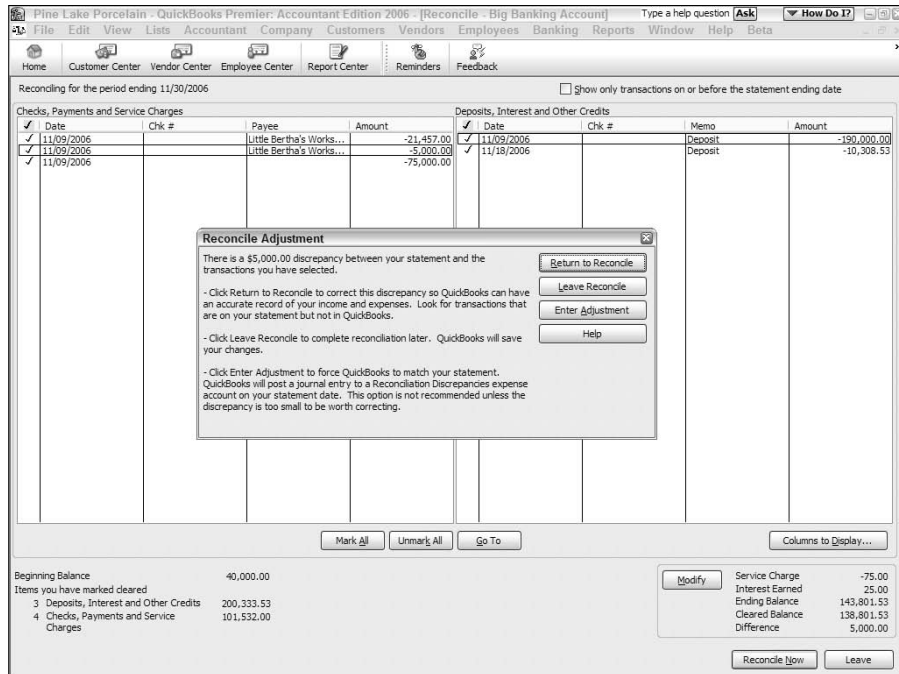 Pine Lake Porcelain - QuickBooks Premier: Accountant Edition 2006 - [Reconcile - Big Banking Account] Type a help question Ask How Do I?
File Edit View Lists Accountant Company Customers Vendors Employees Banking Reports Window Help Beta
Home Customer Center Vendor Center Employee Center Report Center Reminders Feedback
Reconciling for the period ending 11/30/2006 Show only transactions on or before the statement ending date
Checks, Payments and Service Charges Deposits, Interest and Other Credits
✓ Date Chk # Payee Amount ✓ Date Chk # Memo Amount
✓ 11/09/2006 Little Bertha's Works... -21,457.00 ✓ 11/09/2006 Deposit -190,000.00
✓ 11/09/2006 Little Bertha's Works... -5,000.00 ✓ 11/18/2006 Deposit -10,308.53
✓ 11/09/2006 -75,000.00
Reconcile Adjustment
There is a $5,000.00 discrepancy between your statement and the
transactions you have selected.
- Click Return to Reconcile to correct this discrepancy so QuickBooks can have
an accurate record of your income and expenses. Look for transactions that
are on your statement but not in QuickBooks.
- Click Leave Reconcile to complete reconciliation later. QuickBooks will save
your changes.
- Click Enter Adjustment to force QuickBooks to match your statement.
QuickBooks will post a journal entry to a Reconciliation Discrepancies expense
account on your statement date. This option is not recommended unless the
discrepancy is too small to be worth correcting.
Return to Reconcile
Leave Reconcile
Enter Adjustment
Help
Mark All Unmark All Go To Columns to Display...
Beginning Balance 40,000.00
Items you have marked cleared
3 Deposits, Interest and Other Credits 200,333.53
4 Checks, Payments and Service 101,532.00
Charges
Modify
Service Charge -75.00
Interest Earned 25.00
Ending Balance 143,801.53
Cleared Balance 138,801.53
Difference 5,000.00
Reconcile Now Leave